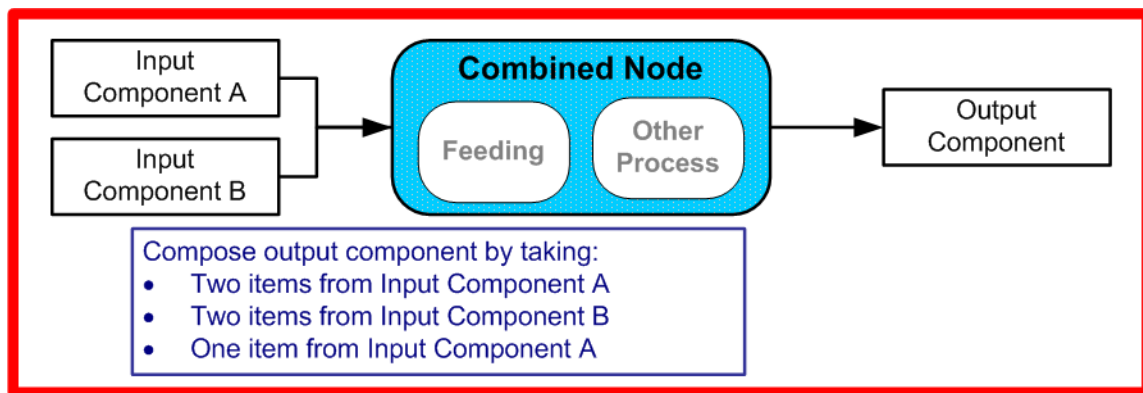 Input
Component A
Input
Component B
Combined Node
Feeding
Other
Process
Output
Component
Compose output component by taking:
• Two items from Input Component A
• Two items from Input Component B
• One item from Input Component A